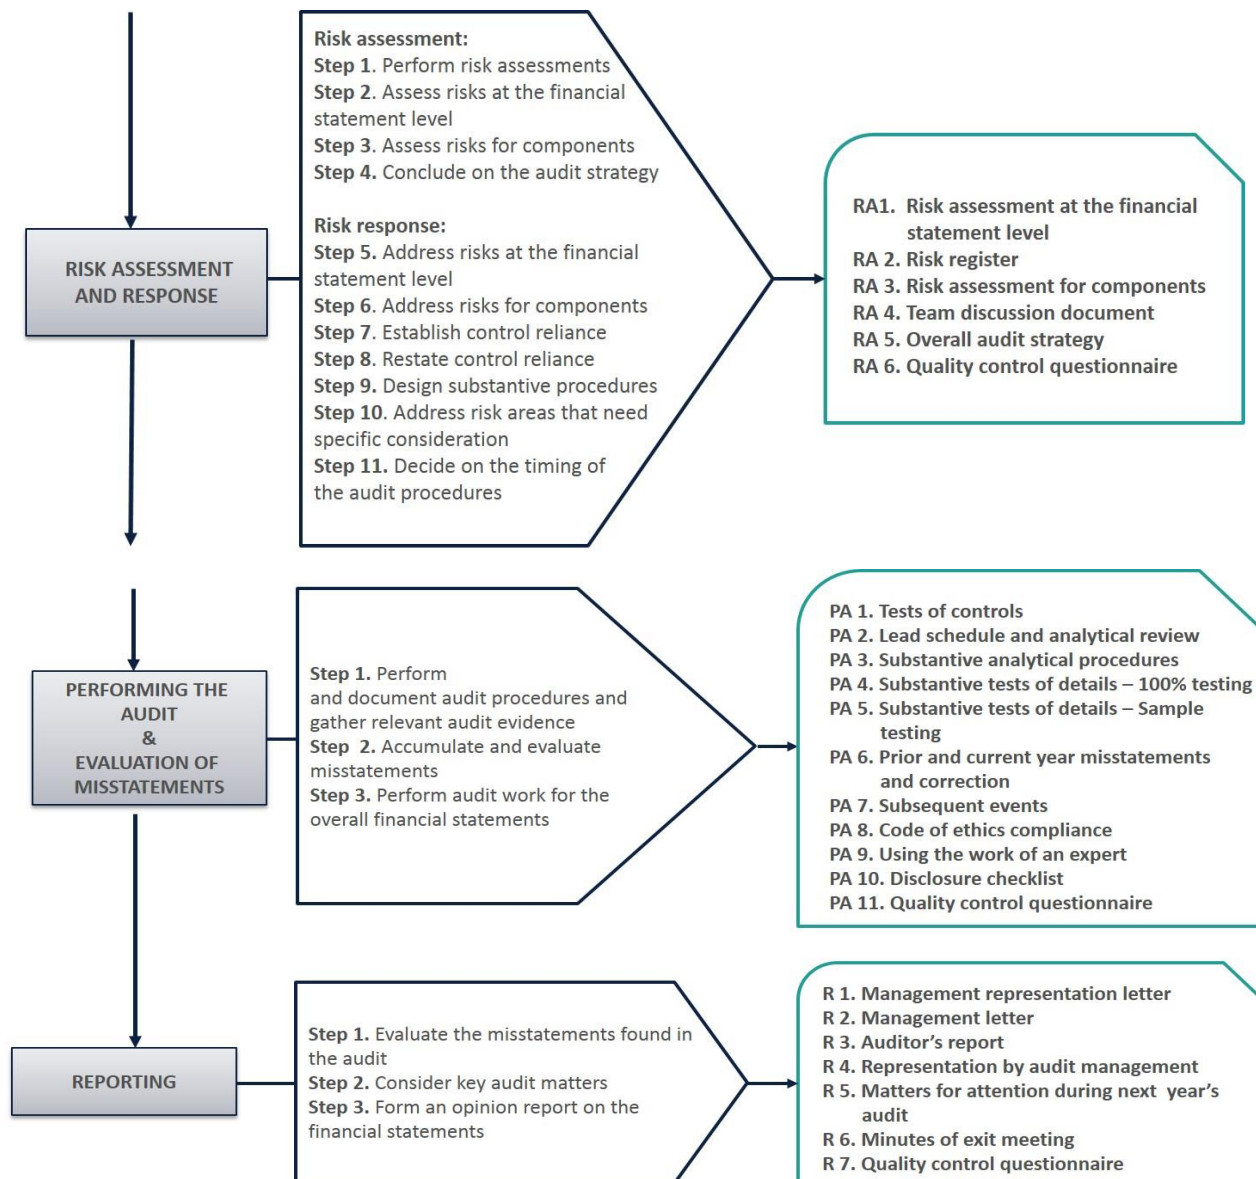 Risk assessment:
Step 1. Perform risk assessments
Step 2. Assess risks at the financial
statement level
Step 3. Assess risks for components
Step 4. Conclude on the audit strategy
Risk response:
Step 5. Address risks at the financial
statement level
Step 6. Address risks for components
Step 7. Establish control reliance
Step 8. Restate control reliance
Step 9. Design substantive procedures
Step 10. Address risk areas that need
specific consideration
Step 11. Decide on the timing of
the audit procedures
RISK ASSESSMENT
AND RESPONSE
RA1. Risk assessment at the financial
statement level
RA 2. Risk register
RA 3. Risk assessment for components
RA 4. Team discussion document
RA 5. Overall audit strategy
RA 6. Quality control questionnaire
PERFORMING THE
AUDIT
&
EVALUATION OF
MISSTATEMENTS
Step 1. Perform
and document audit procedures and
gather relevant audit evidence
Step 2. Accumulate and evaluate
misstatements
Step 3. Perform audit work for the
overall financial statements
PA 1. Tests of controls
PA 2. Lead schedule and analytical review
PA 3. Substantive analytical procedures
PA 4. Substantive tests of details – 100% testing
PA 5. Substantive tests of details – Sample
testing
PA 6. Prior and current year misstatements
and correction
PA 7. Subsequent events
PA 8. Code of ethics compliance
PA 9. Using the work of an expert
PA 10. Disclosure checklist
PA 11. Quality control questionnaire
REPORTING
Step 1. Evaluate the misstatements found in
the audit
Step 2. Consider key audit matters
Step 3. Form an opinion report on the
financial statements
R 1. Management representation letter
R 2. Management letter
R 3. Auditor's report
R 4. Representation by audit management
R 5. Matters for attention during next year's
audit
R 6. Minutes of exit meeting
R 7. Quality control questionnaire